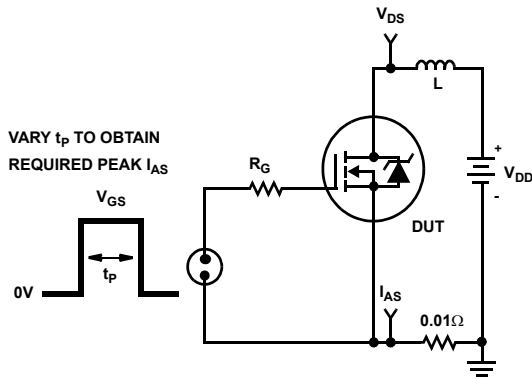 V_DS
L
VARY t_P TO OBTAIN
REQUIRED PEAK I_AS
R_G
+
V_DD
-
V_GS
DUT
t_P
0V
I_AS
0.01Ω